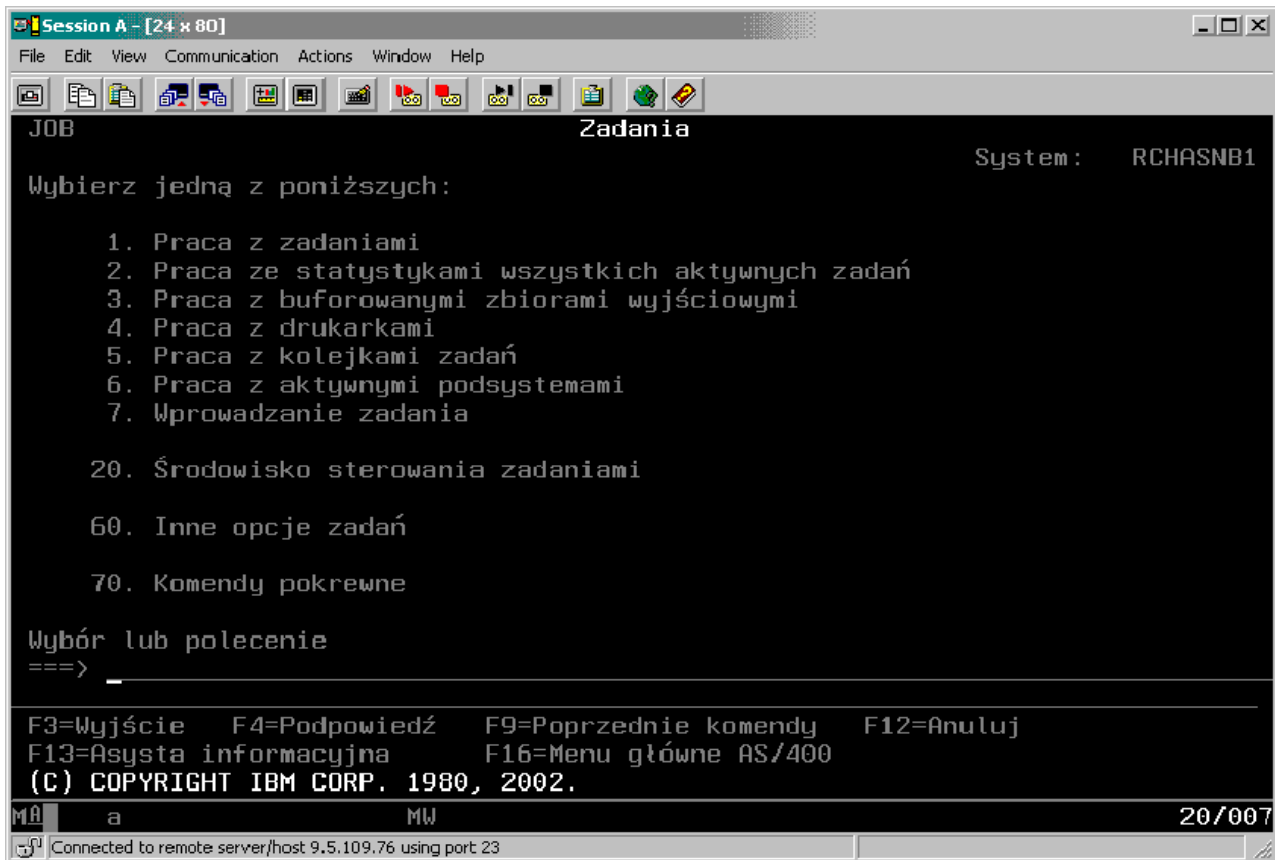 Session A - [24 x 80]
File Edit View Communication Actions Window Help
JOB Zadania
System: RCHASNB1
Wybierz jedną z poniższych:
1. Praca z zadaniami
2. Praca ze statystykami wszystkich aktywnych zadań
3. Praca z buforowanymi zbiorami wyjściowymi
4. Praca z drukarkami
5. Praca z kolejkami zadań
6. Praca z aktywnymi podsystemami
7. Wprowadzanie zadania
20. Środowisko sterowania zadaniami
60. Inne opcje zadań
70. Komendy pokrewne
Wybór lub polecenie
===>
F3=Wyjście F4=Podpowiedź F9=Poprzednie komendy F12=Anuluj
F13=Asysta informacyjna F16=Menu główne AS/400
(C) COPYRIGHT IBM CORP. 1980, 2002.
MA a MW 20/007
Connected to remote server/host 9.5.109.76 using port 23